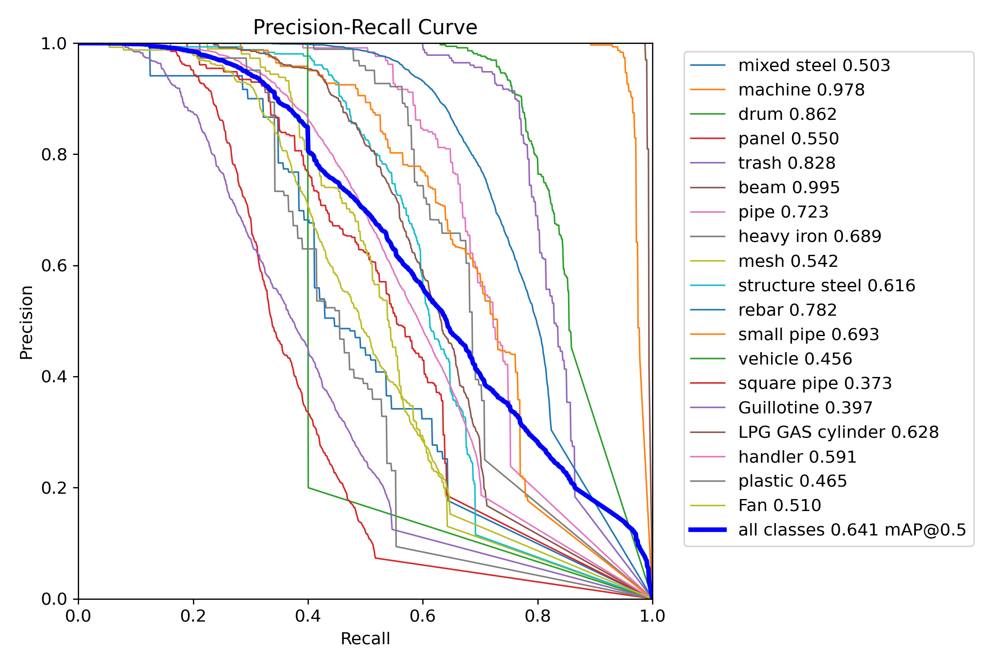 Precision-Recall Curve
1.0
0.8
0.6
0.4
0.2
0.0
Precision
0.0 0.2 0.4 0.6 0.8 1.0
Recall
mixed steel 0.503
machine 0.978
drum 0.862
panel 0.550
trash 0.828
beam 0.995
pipe 0.723
heavy iron 0.689
mesh 0.542
structure steel 0.616
rebar 0.782
small pipe 0.693
vehicle 0.456
square pipe 0.373
Guillotine 0.397
LPG GAS cylinder 0.628
handler 0.591
plastic 0.465
Fan 0.510
all classes 0.641 mAP@0.5